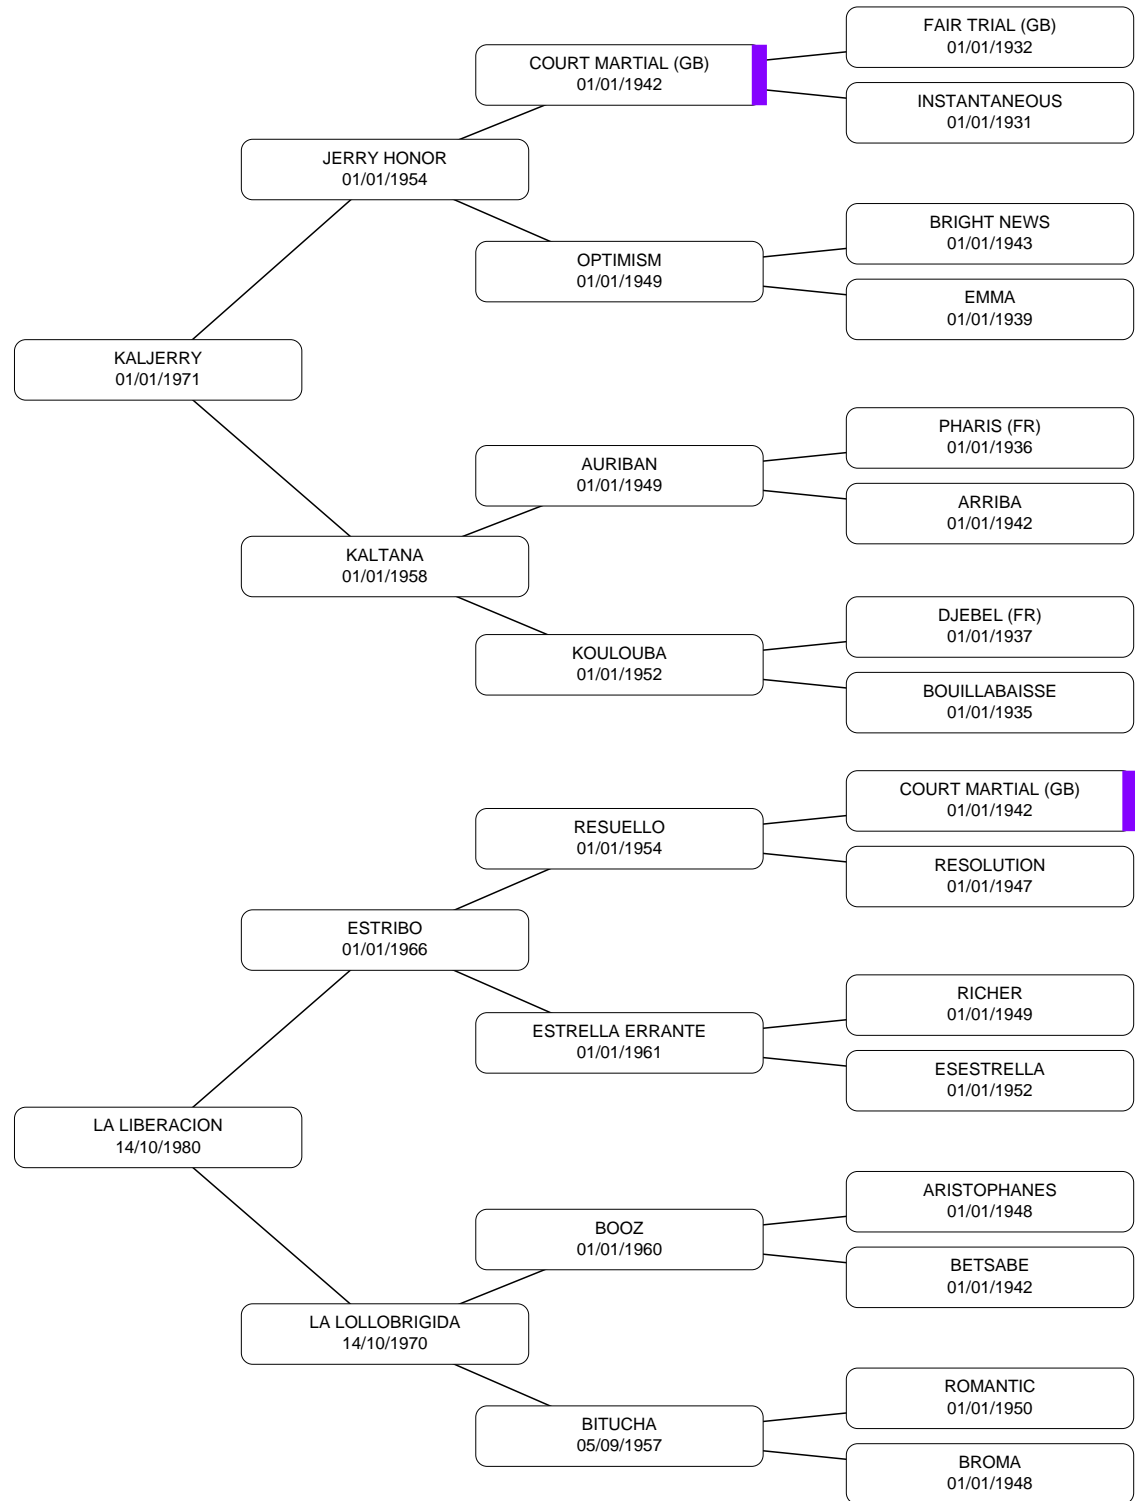 FAIR TRIAL (GB)
01/01/1932
COURT MARTIAL (GB)
01/01/1942
INSTANTANEOUS
01/01/1931
JERRY HONOR
01/01/1954
BRIGHT NEWS
01/01/1943
OPTIMISM
01/01/1949
EMMA
01/01/1939
KALJERRY
01/01/1971
PHARIS (FR)
01/01/1936
AURIBAN
01/01/1949
ARRIBA
01/01/1942
KALTANA
01/01/1958
DJEBEL (FR)
01/01/1937
KOULOUBA
01/01/1952
BOUILLABAISSE
01/01/1935
COURT MARTIAL (GB)
01/01/1942
RESUELLO
01/01/1954
RESOLUTION
01/01/1947
ESTRIBO
01/01/1966
RICHER
01/01/1949
ESTRELLA ERRANTE
01/01/1961
ESESTRELLA
01/01/1952
LA LIBERACION
14/10/1980
ARISTOPHANES
01/01/1948
BOOZ
01/01/1960
BETSABE
01/01/1942
LA LOLLOBRIGIDA
14/10/1970
ROMANTIC
01/01/1950
BITUCHA
05/09/1957
BROMA
01/01/1948